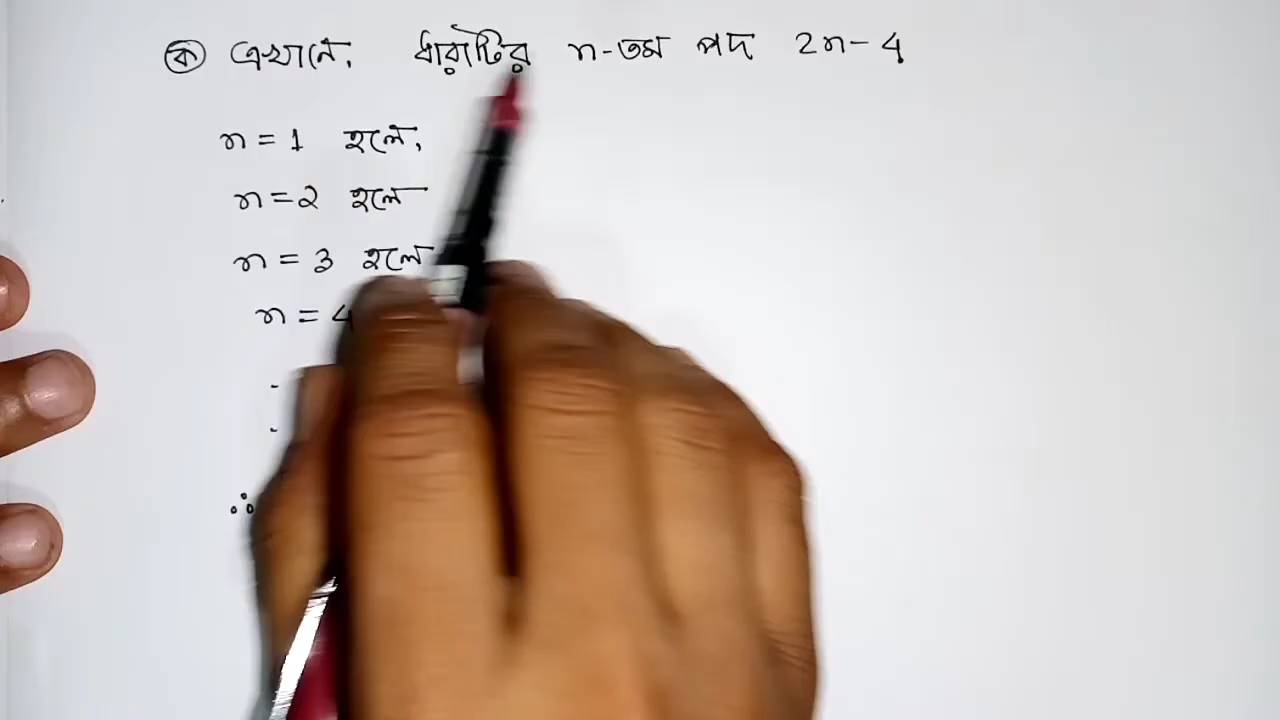 ক এখানে, ধারাটির n-তম পদ 2n-4
n = 1 হলে,
n = 2 হলে
n = 3 হলে
n = 4
∴